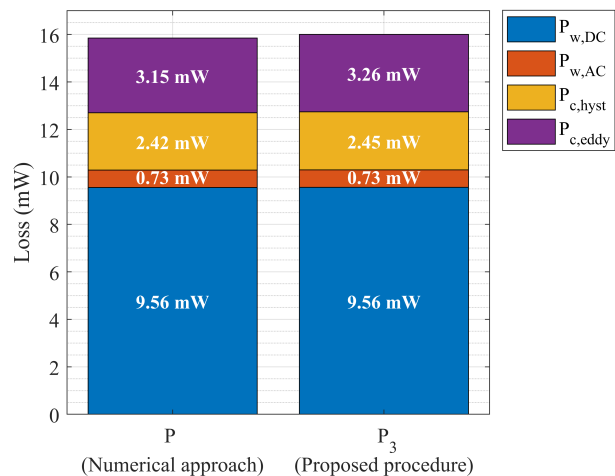 16
14
12
10
8
6
4
2
0
Loss (mW)
3.15 mW
2.42 mW
0.73 mW
9.56 mW
3.26 mW
2.45 mW
0.73 mW
9.56 mW
P
(Numerical approach)
P3
(Proposed procedure)
Pw,DC
Pw,AC
Pc,hyst
Pc,eddy